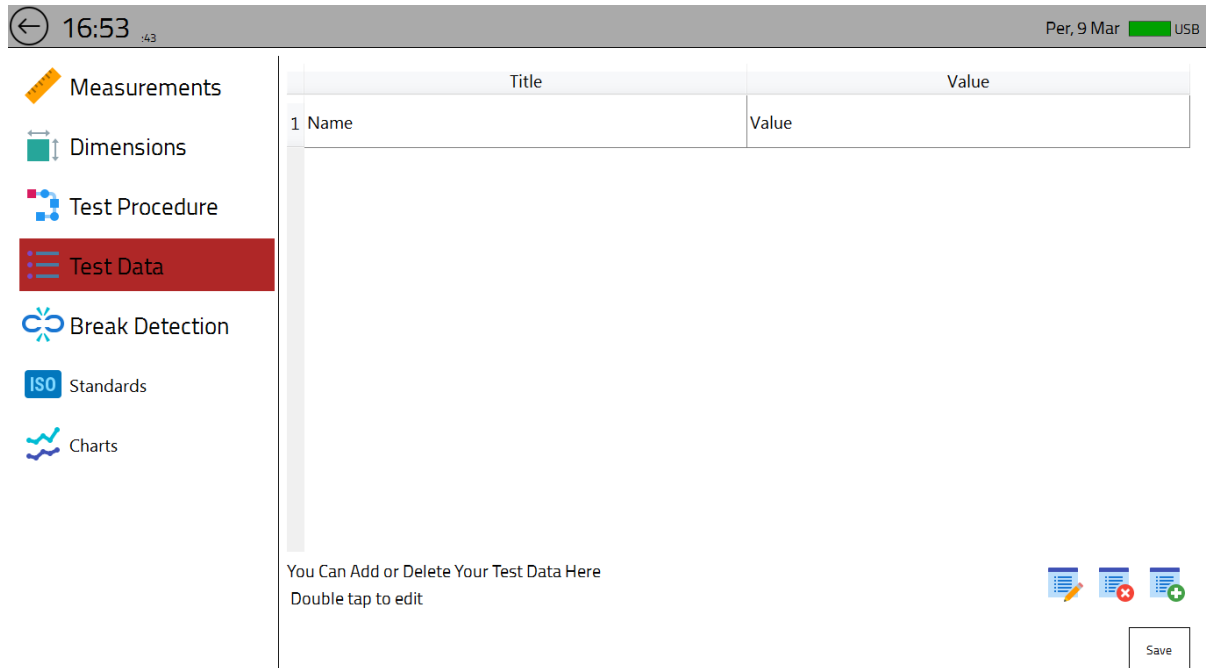 16:53 :43
Per, 9 Mar USB
Measurements
Dimensions
Test Procedure
Test Data
Break Detection
ISO Standards
Charts
Title Value
1 Name Value
You Can Add or Delete Your Test Data Here
Double tap to edit
Save